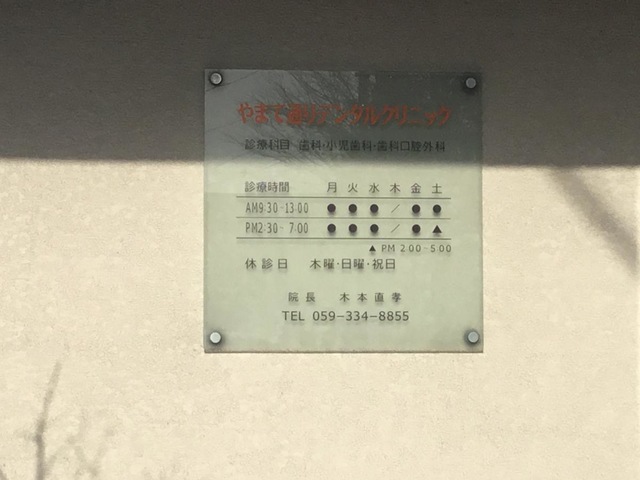 やまて通りデンタルクリニック
診療科目 歯科・小児歯科・歯科口腔外科
診療時間 月 火 水 木 金 土
AM9:30-13:00 ● ● ● / ● ●
PM2:30- 7:00 ● ● ● / ● ▲
▲ PM 2:00-5:00
休診日 木曜・日曜・祝日
院長 木本直孝
TEL 059-334-8855